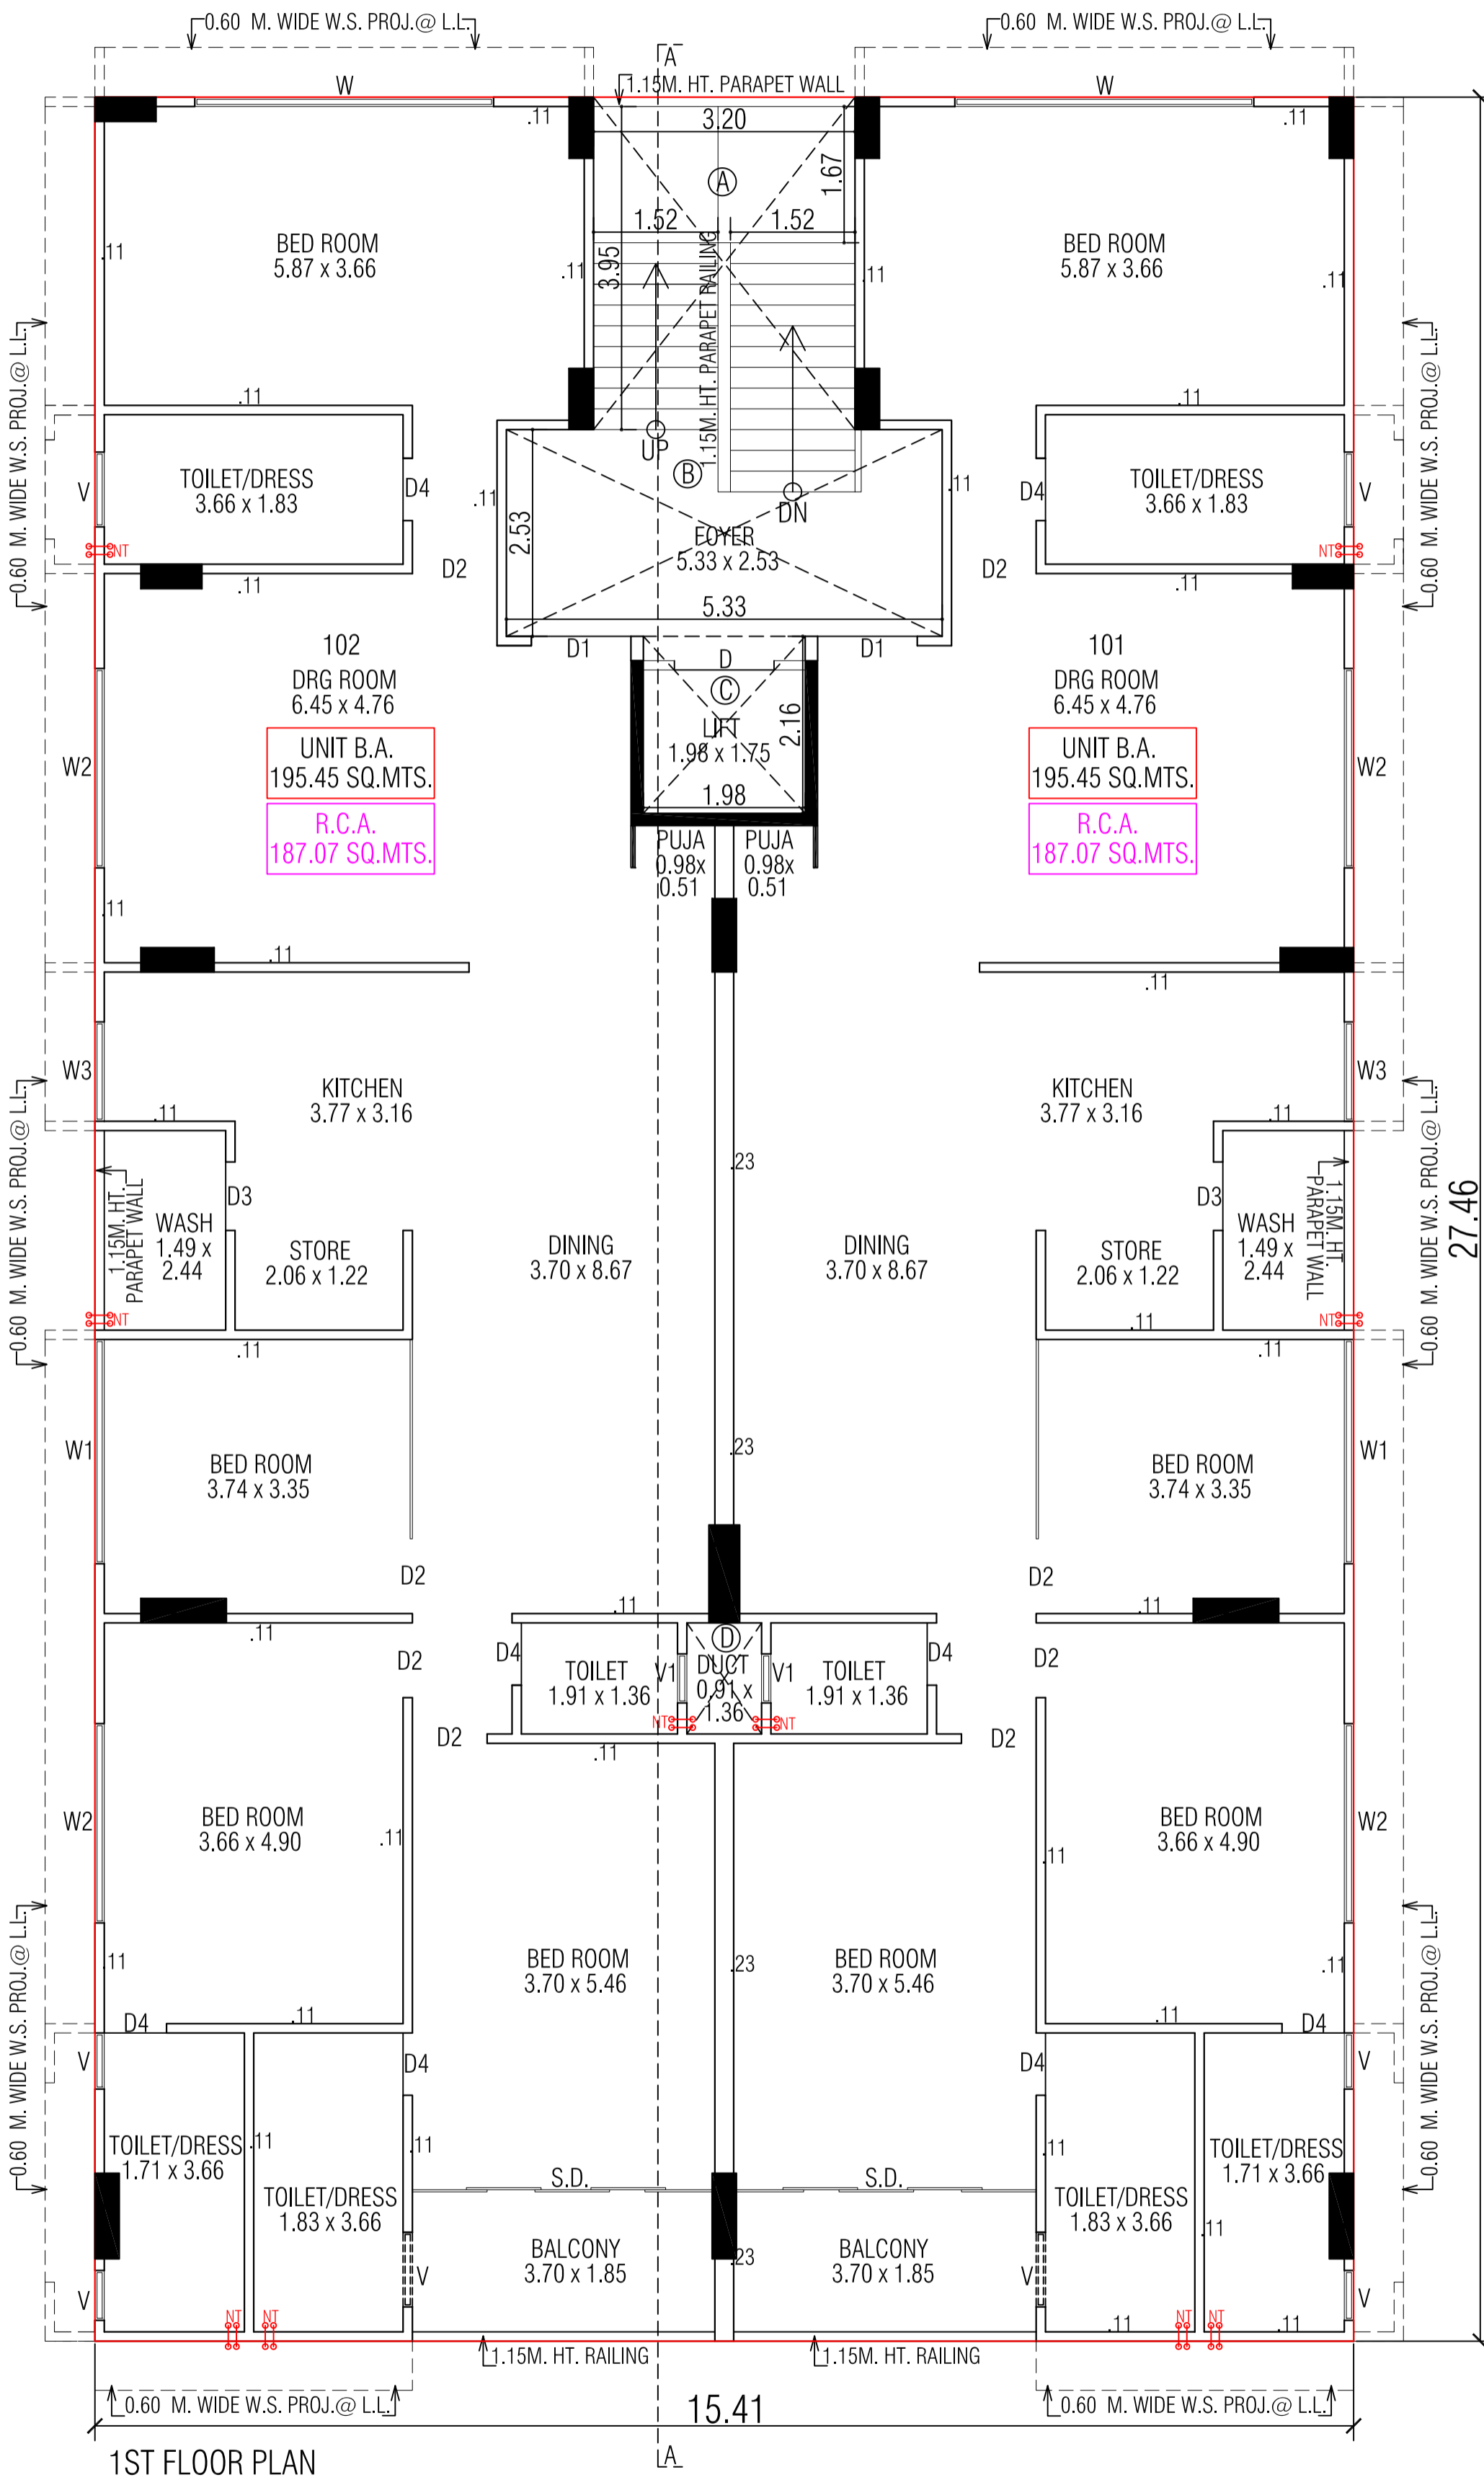 0.60 M. WIDE W.S. PROJ.@ L.L.
0.60 M. WIDE W.S. PROJ.@ L.L.
A
W
1.15M. HT. PARAPET WALL
W
.11
3.20
.11
A
1.67
1.52
1.52
BED ROOM
5.87 x 3.66
.11
.11
3.95
1.15M. HT. PARAPET RAILING
.11
BED ROOM
5.87 x 3.66
.11
0.60 M. WIDE W.S. PROJ.@ L.L.
0.60 M. WIDE W.S. PROJ.@ L.L.
.11
.11
UP
B
TOILET/DRESS
3.66 x 1.83
V
D4
.11
2.53
DN
.11
D4
TOILET/DRESS
3.66 x 1.83
V
FOYER
5.33 x 2.53
NT
NT
D2
D2
.11
.11
5.33
D1
D1
102
DRG ROOM
6.45 x 4.76
D
C
LIFT
1.98 x 1.75
2.16
1.98
101
DRG ROOM
6.45 x 4.76
W2
UNIT B.A.
195.45 SQ.MTS.
UNIT B.A.
195.45 SQ.MTS.
W2
R.C.A.
187.07 SQ.MTS.
R.C.A.
187.07 SQ.MTS.
PUJA
0.98x
0.51
PUJA
0.98x
0.51
.11
.11
.11
W3
KITCHEN
3.77 x 3.16
KITCHEN
3.77 x 3.16
W3
.11
.11
0.60 M. WIDE W.S. PROJ.@ L.L.
0.60 M. WIDE W.S. PROJ.@ L.L.
.23
1.15M. HT.
PARAPET WALL
WASH
1.49 x
2.44
D3
STORE
2.06 x 1.22
DINING
3.70 x 8.67
DINING
3.70 x 8.67
STORE
2.06 x 1.22
D3
WASH
1.49 x
2.44
1.15M. HT.
PARAPET WALL
27.46
NT
NT
.11
.11
.11
W1
BED ROOM
3.74 x 3.35
.23
BED ROOM
3.74 x 3.35
W1
D2
D2
.11
.11
.11
D2
D4
TOILET
1.91 x 1.36
V1
D
DUCT
0.91 x
1.36
V1
TOILET
1.91 x 1.36
D4
D2
NT
NT
D2
D2
.11
W2
BED ROOM
3.66 x 4.90
.11
BED ROOM
3.66 x 4.90
.11
W2
BED ROOM
3.70 x 5.46
.23
BED ROOM
3.70 x 5.46
.11
.11
0.60 M. WIDE W.S. PROJ.@ L.L.
0.60 M. WIDE W.S. PROJ.@ L.L.
D4
.11
.11
D4
V
D4
D4
V
TOILET/DRESS
1.71 x 3.66
.11
.11
.11
TOILET/DRESS
1.71 x 3.66
S.D.
S.D.
TOILET/DRESS
1.83 x 3.66
TOILET/DRESS
1.83 x 3.66
.11
BALCONY
3.70 x 1.85
.23
BALCONY
3.70 x 1.85
V
V
V
V
NT
NT
NT
NT
.11
.11
1.15M. HT. RAILING
1.15M. HT. RAILING
0.60 M. WIDE W.S. PROJ.@ L.L.
15.41
0.60 M. WIDE W.S. PROJ.@ L.L.
1ST FLOOR PLAN
A